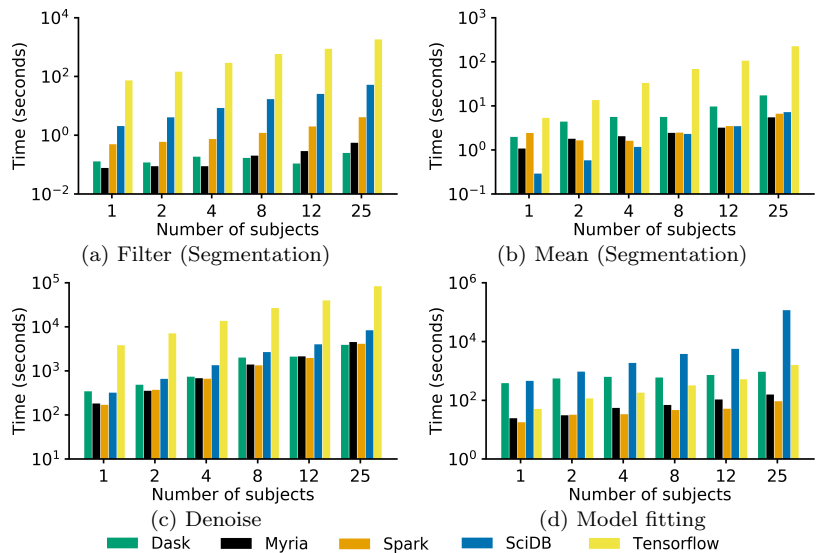 10^4
10^2
10^0
10^−2
Time (seconds)
1 2 4 8 12 25
Number of subjects
(a) Filter (Segmentation)
10^3
10^1
10^0
10^−1
Time (seconds)
1 2 4 8 12 25
Number of subjects
(b) Mean (Segmentation)
10^5
10^4
10^3
10^2
10^1
Time (seconds)
1 2 4 8 12 25
Number of subjects
(c) Denoise
10^6
10^4
10^2
10^0
Time (seconds)
1 2 4 8 12 25
Number of subjects
(d) Model fitting
Dask Myria Spark SciDB Tensorflow